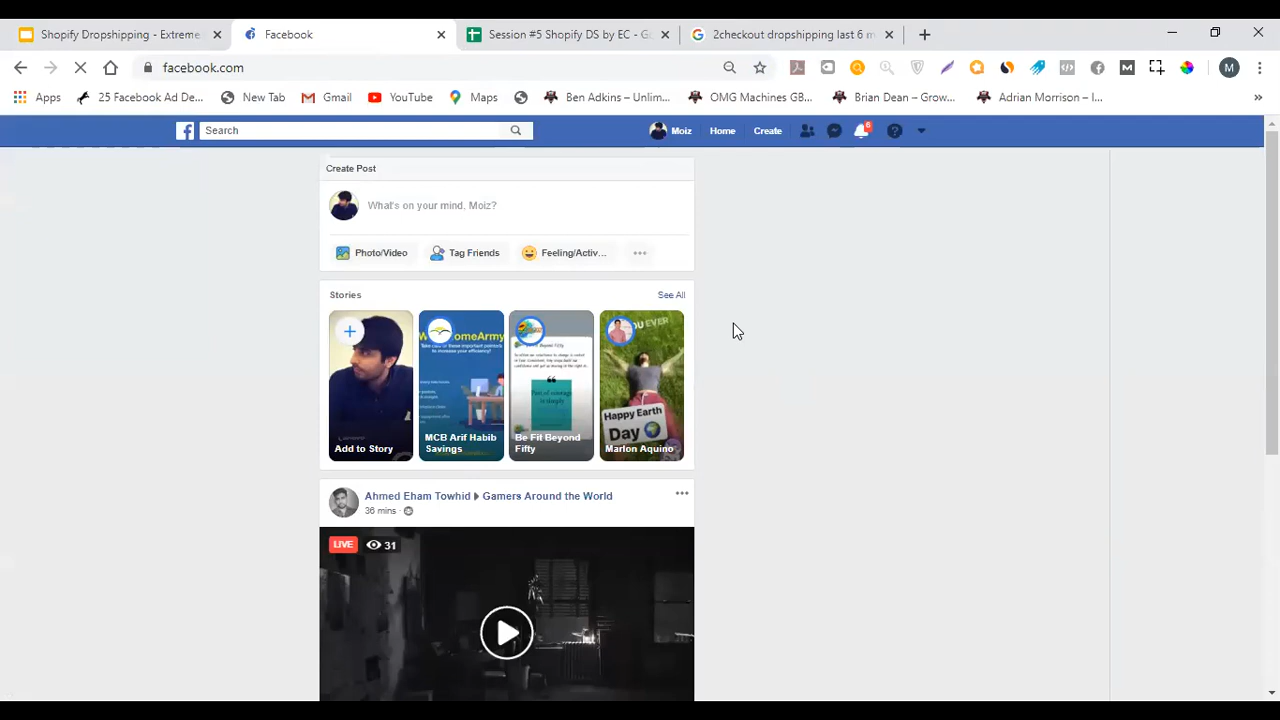 Shopify Dropshipping - Extreme
Facebook
Session #5 Shopify DS by EC - G
2checkout dropshipping last 6 m
facebook.com
M
M
Apps
25 Facebook Ad De...
New Tab
Gmail
YouTube
Maps
Ben Adkins – Unlim...
OMG Machines GB...
Brian Dean – Grow...
Adrian Morrison – I...
»
Search
Moiz
Home
Create
6
Create Post
What's on your mind, Moiz?
Photo/Video
Tag Friends
Feeling/Activ...
Stories
See All
Add to Story
MCB Arif Habib
Savings
Be Fit Beyond
Fifty
YOU EVER
Happy Earth
Day
Marlon Aquino
Ahmed Eham Towhid
Gamers Around the World
36 mins ·
LIVE
31